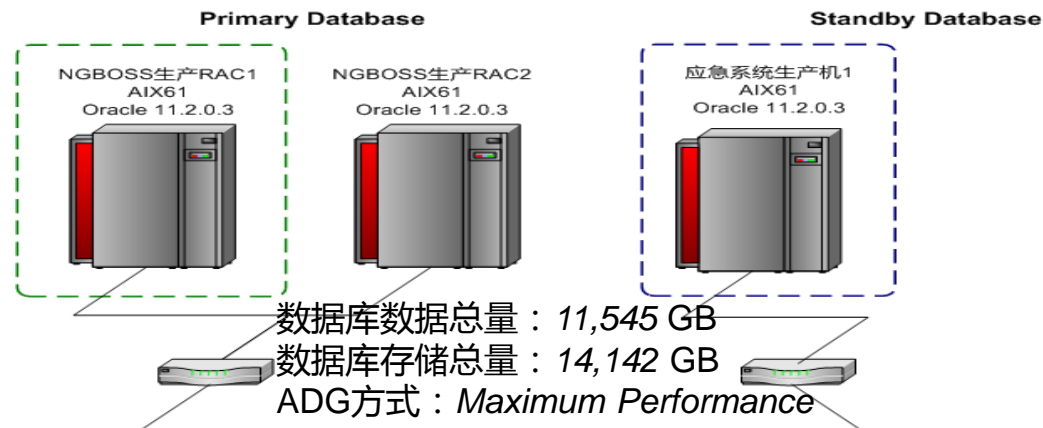 Primary Database
Standby Database
NGBOSS生产RAC1
AIX61
Oracle 11.2.0.3
NGBOSS生产RAC2
AIX61
Oracle 11.2.0.3
应急系统生产机1
AIX61
Oracle 11.2.0.3
数据库数据总量：11,545 GB
数据库存储总量：14,142 GB
ADG方式：Maximum Performance